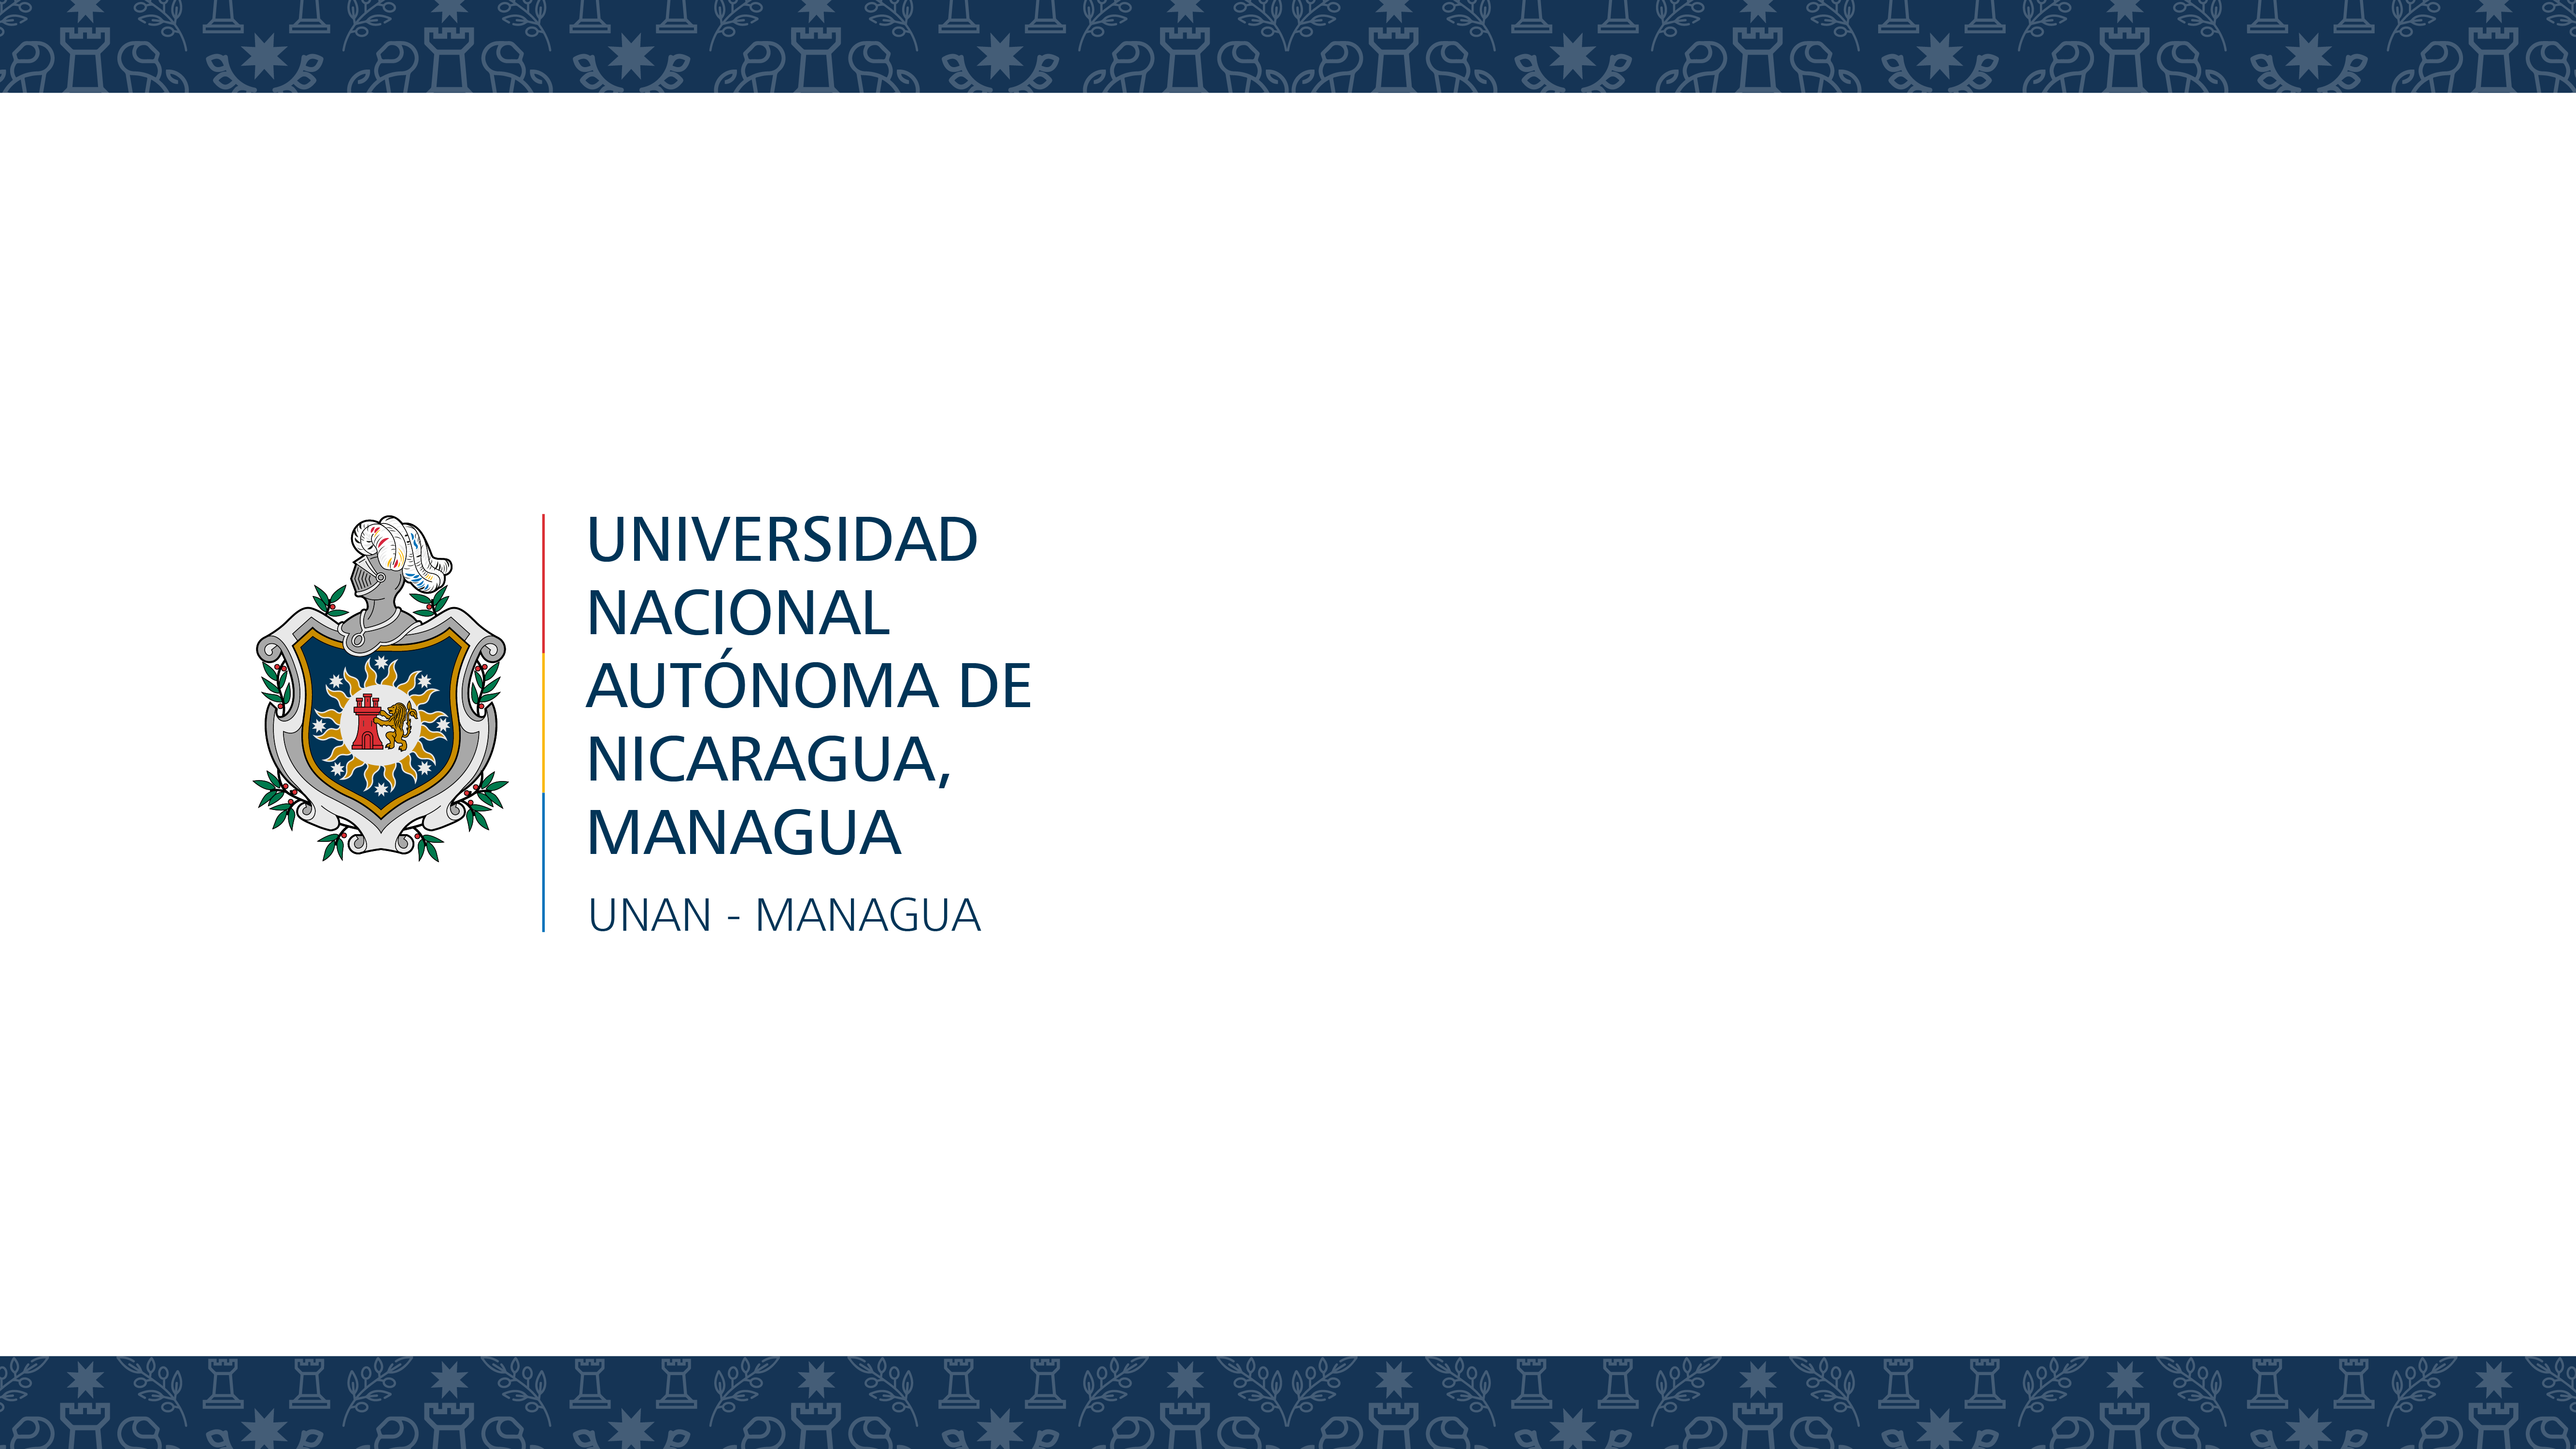 UNIVERSIDAD
NACIONAL
AUTÓNOMA DE
NICARAGUA,
MANAGUA
UNAN - MANAGUA